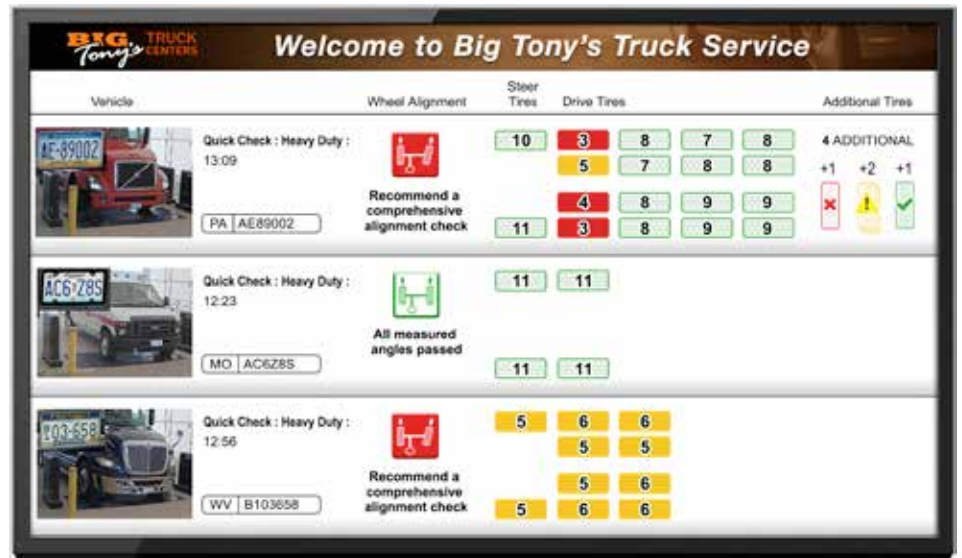 BIG Tony's TRUCK CENTERS
Welcome to Big Tony's Truck Service
Vehicle
Wheel Alignment
Steer Tires
Drive Tires
Additional Tires
AE-89002
Quick Check : Heavy Duty :
13:09
PA AE89002
Recommend a
comprehensive
alignment check
10 3 8 7 8
5 7 8 8
4 8 9 9
11 3 8 9 9
4 ADDITIONAL
+1 +2 +1
AC6 Z8S
Quick Check : Heavy Duty :
12:23
MO AC6Z8S
All measured
angles passed
11 11
11 11
103-658
Quick Check : Heavy Duty :
12:56
WV B103658
Recommend a
comprehensive
alignment check
5 6 6
5 5
5 6
5 6 6